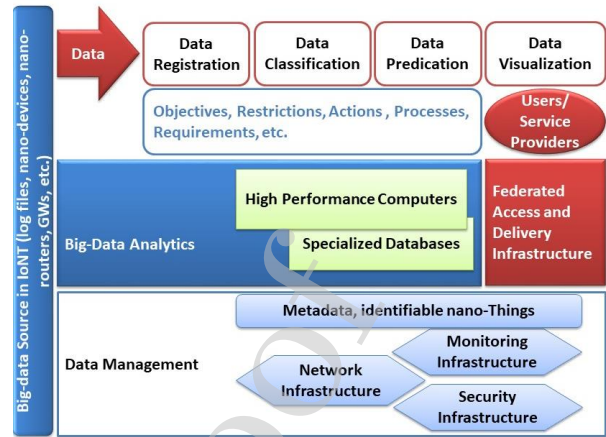 Big-data Source in IoNT (log files, nano-devices, nano-
routers, GWs, etc.)
Data
Data
Registration
Data
Classification
Data
Predication
Data
Visualization
Objectives, Restrictions, Actions , Processes,
Requirements, etc.
Users/
Service
Providers
Big-Data Analytics
High Performance Computers
Specialized Databases
Federated
Access and
Delivery
Infrastructure
Data Management
Metadata, identifiable nano-Things
Monitoring
Infrastructure
Network
Infrastructure
Security
Infrastructure
oof